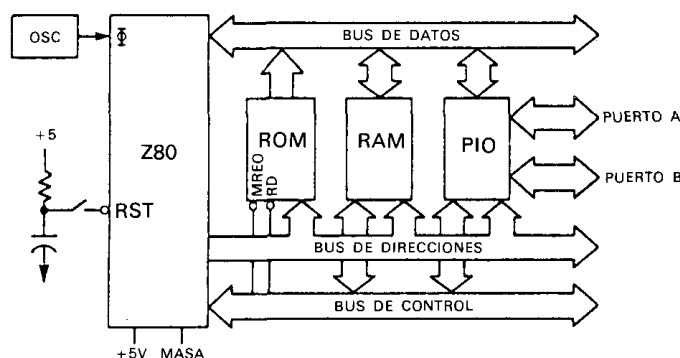 BUS DE DATOS
OSC
Φ
+5
Z80
ROM
RAM
PIO
PUERTO A
PUERTO B
MREO
RD
RST
BUS DE DIRECCIONES
BUS DE CONTROL
+5V MASA